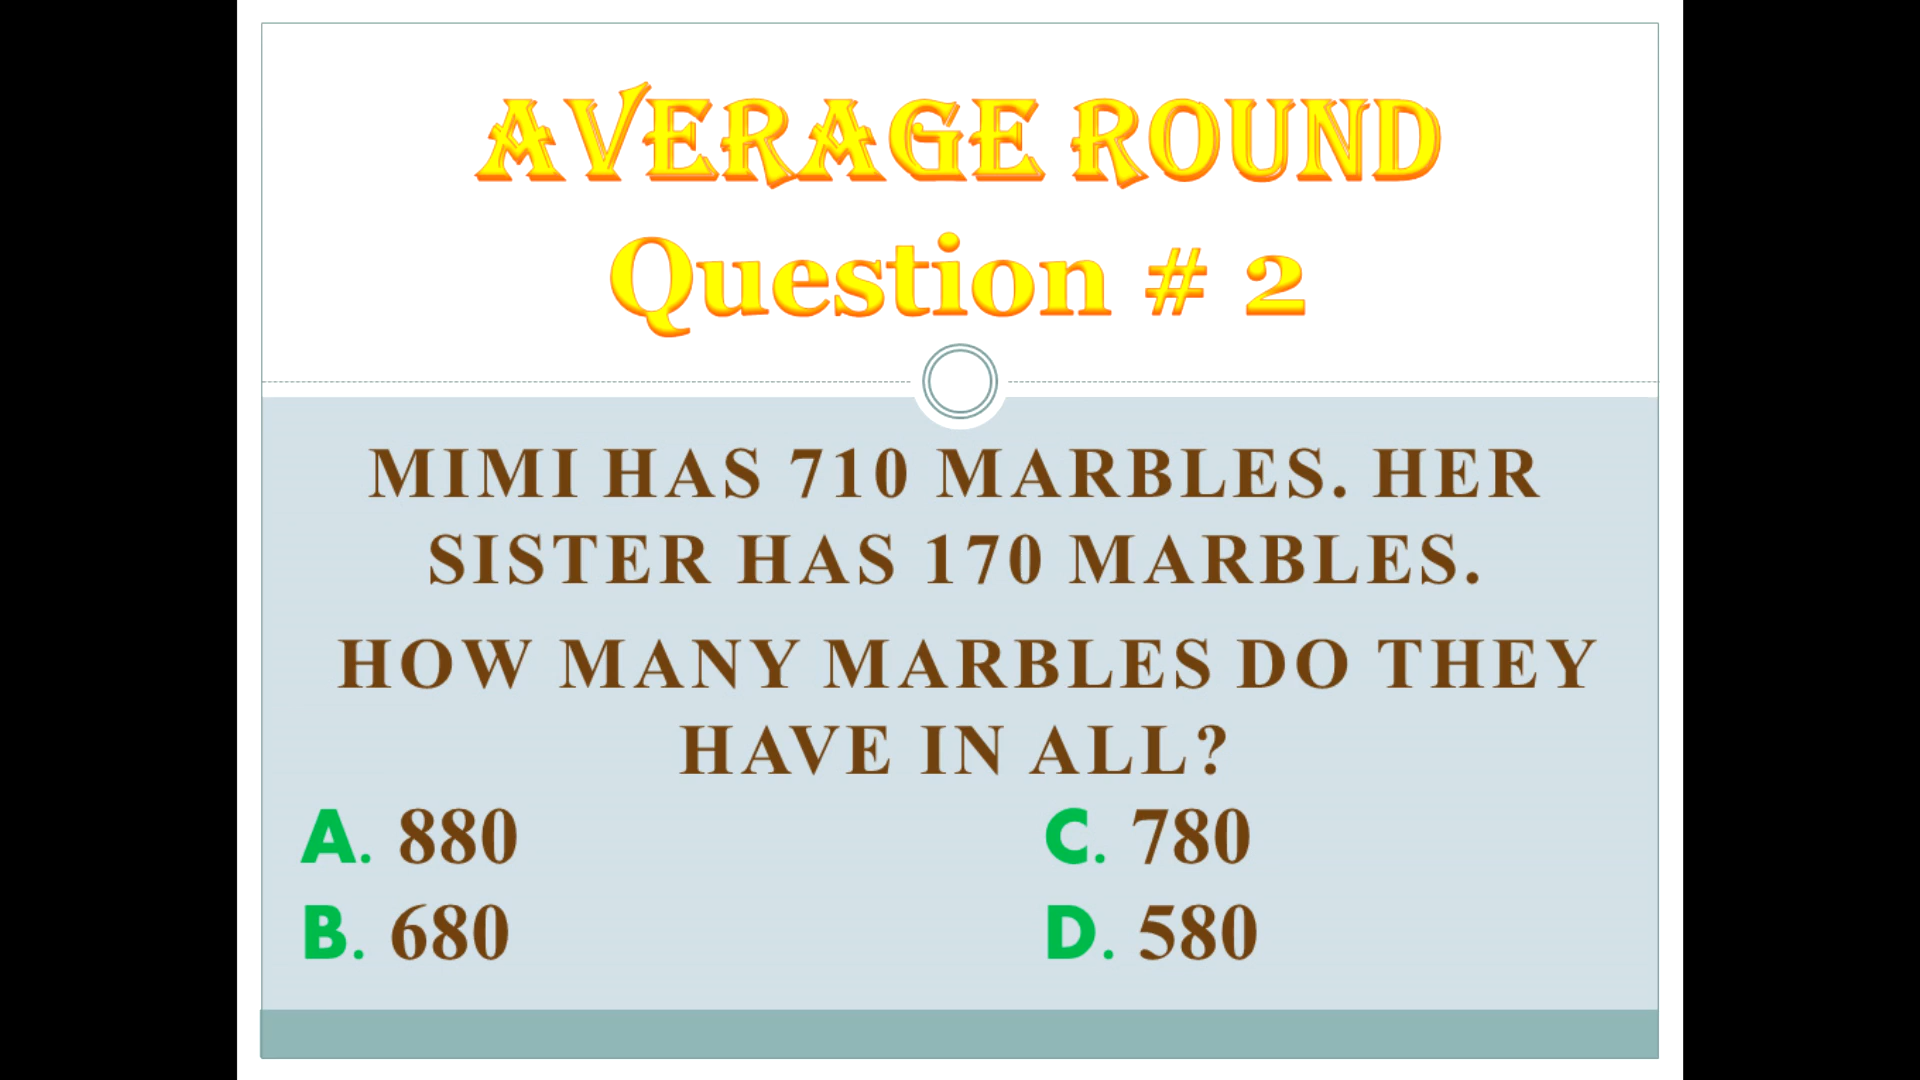 AVERAGE ROUND
Question # 2
MIMI HAS 710 MARBLES. HER
SISTER HAS 170 MARBLES.
HOW MANY MARBLES DO THEY
HAVE IN ALL?
A. 880
B. 680
C. 780
D. 580